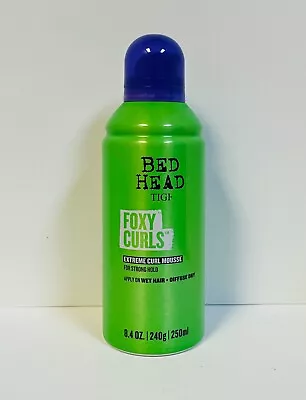 BED
HEAD
TIGI
FOXY
CURLS™
EXTREME CURL MOUSSE
FOR STRONG HOLD
APPLY ON WET HAIR • DIFFUSE DRY
8.4 OZ. | 240g | 250ml